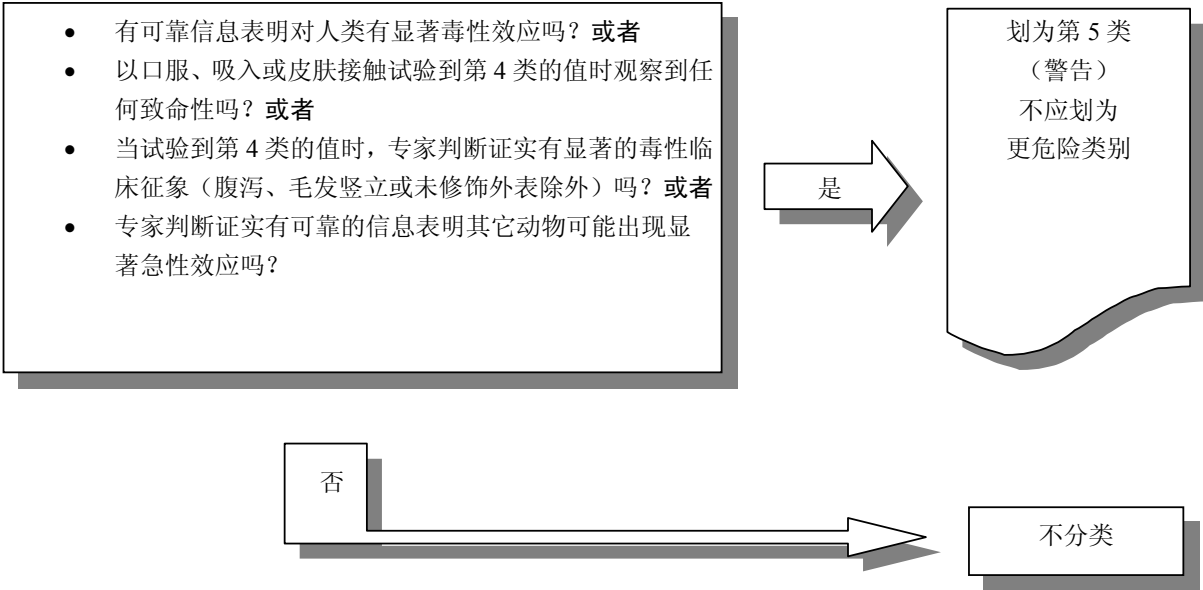 • 有可靠信息表明对人类有显著毒性效应吗？或者
• 以口服、吸入或皮肤接触试验到第 4 类的值时观察到任
何致命性吗？或者
• 当试验到第 4 类的值时，专家判断证实有显著的毒性临
床征象（腹泻、毛发竖立或未修饰外表除外）吗？或者
• 专家判断证实有可靠的信息表明其它动物可能出现显
著急性效应吗？
是
划为第 5 类
（警告）
不应划为
更危险类别
否
不分类